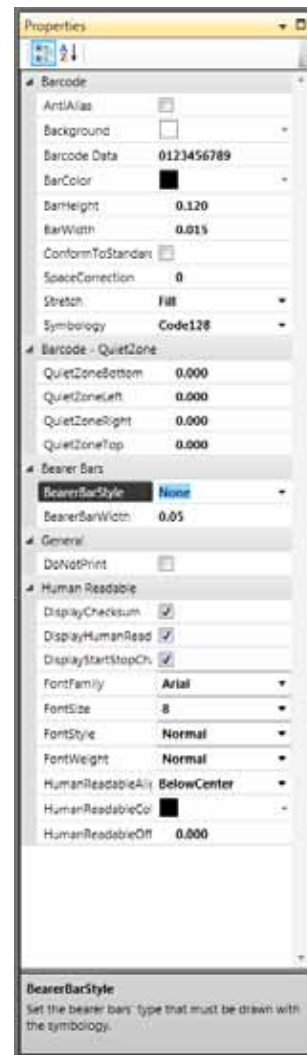 Properties
Barcode
AntiAlias
Background
Barcode Data 0123456789
BarColor
BarHeight 0.120
BarWidth 0.015
ConformToStandard
SpaceCorrection 0
Stretch Fill
Symbology Code128
Barcode - QuietZone
QuietZoneBottom 0.000
QuietZoneLeft 0.000
QuietZoneRight 0.000
QuietZoneTop 0.000
Bearer Bars
BearerBarStyle None
BearerBarWidth 0.05
General
DoNotPrint
Human Readable
DisplayChecksum
DisplayHumanRead
DisplayStartStopCh
FontFamily Arial
FontSize 8
FontStyle Normal
FontWeight Normal
HumanReadableAli BelowCenter
HumanReadableCol
HumanReadableOff 0.000
BearerBarStyle
Set the bearer bars' type that must be drawn with
the symbology.